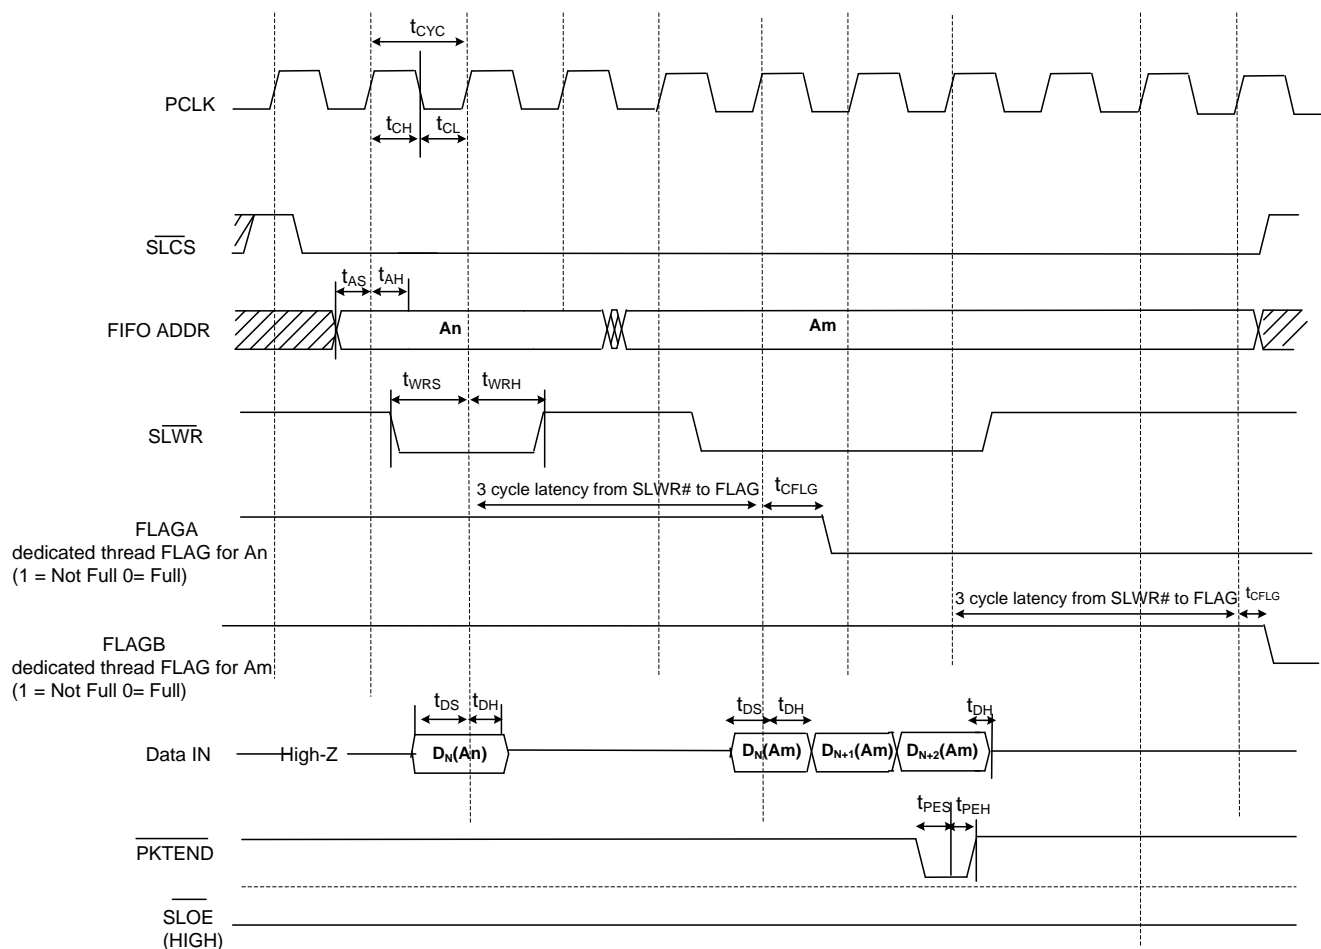 tCYC
PCLK
tCH
tCL
SLCS
tAS
tAH
FIFO ADDR
An
Am
tWRS
tWRH
SLWR
3 cycle latency from SLWR# to FLAG
tCFLG
FLAGA
dedicated thread FLAG for An
(1 = Not Full 0= Full)
3 cycle latency from SLWR# to FLAG
tCFLG
FLAGB
dedicated thread FLAG for Am
(1 = Not Full 0= Full)
tDS
tDH
tDS
tDH
tDH
Data IN
High-Z
DN(An)
DN(Am)
DN+1(Am)
DN+2(Am)
tPES
tPEH
PKTEND
SLOE
(HIGH)